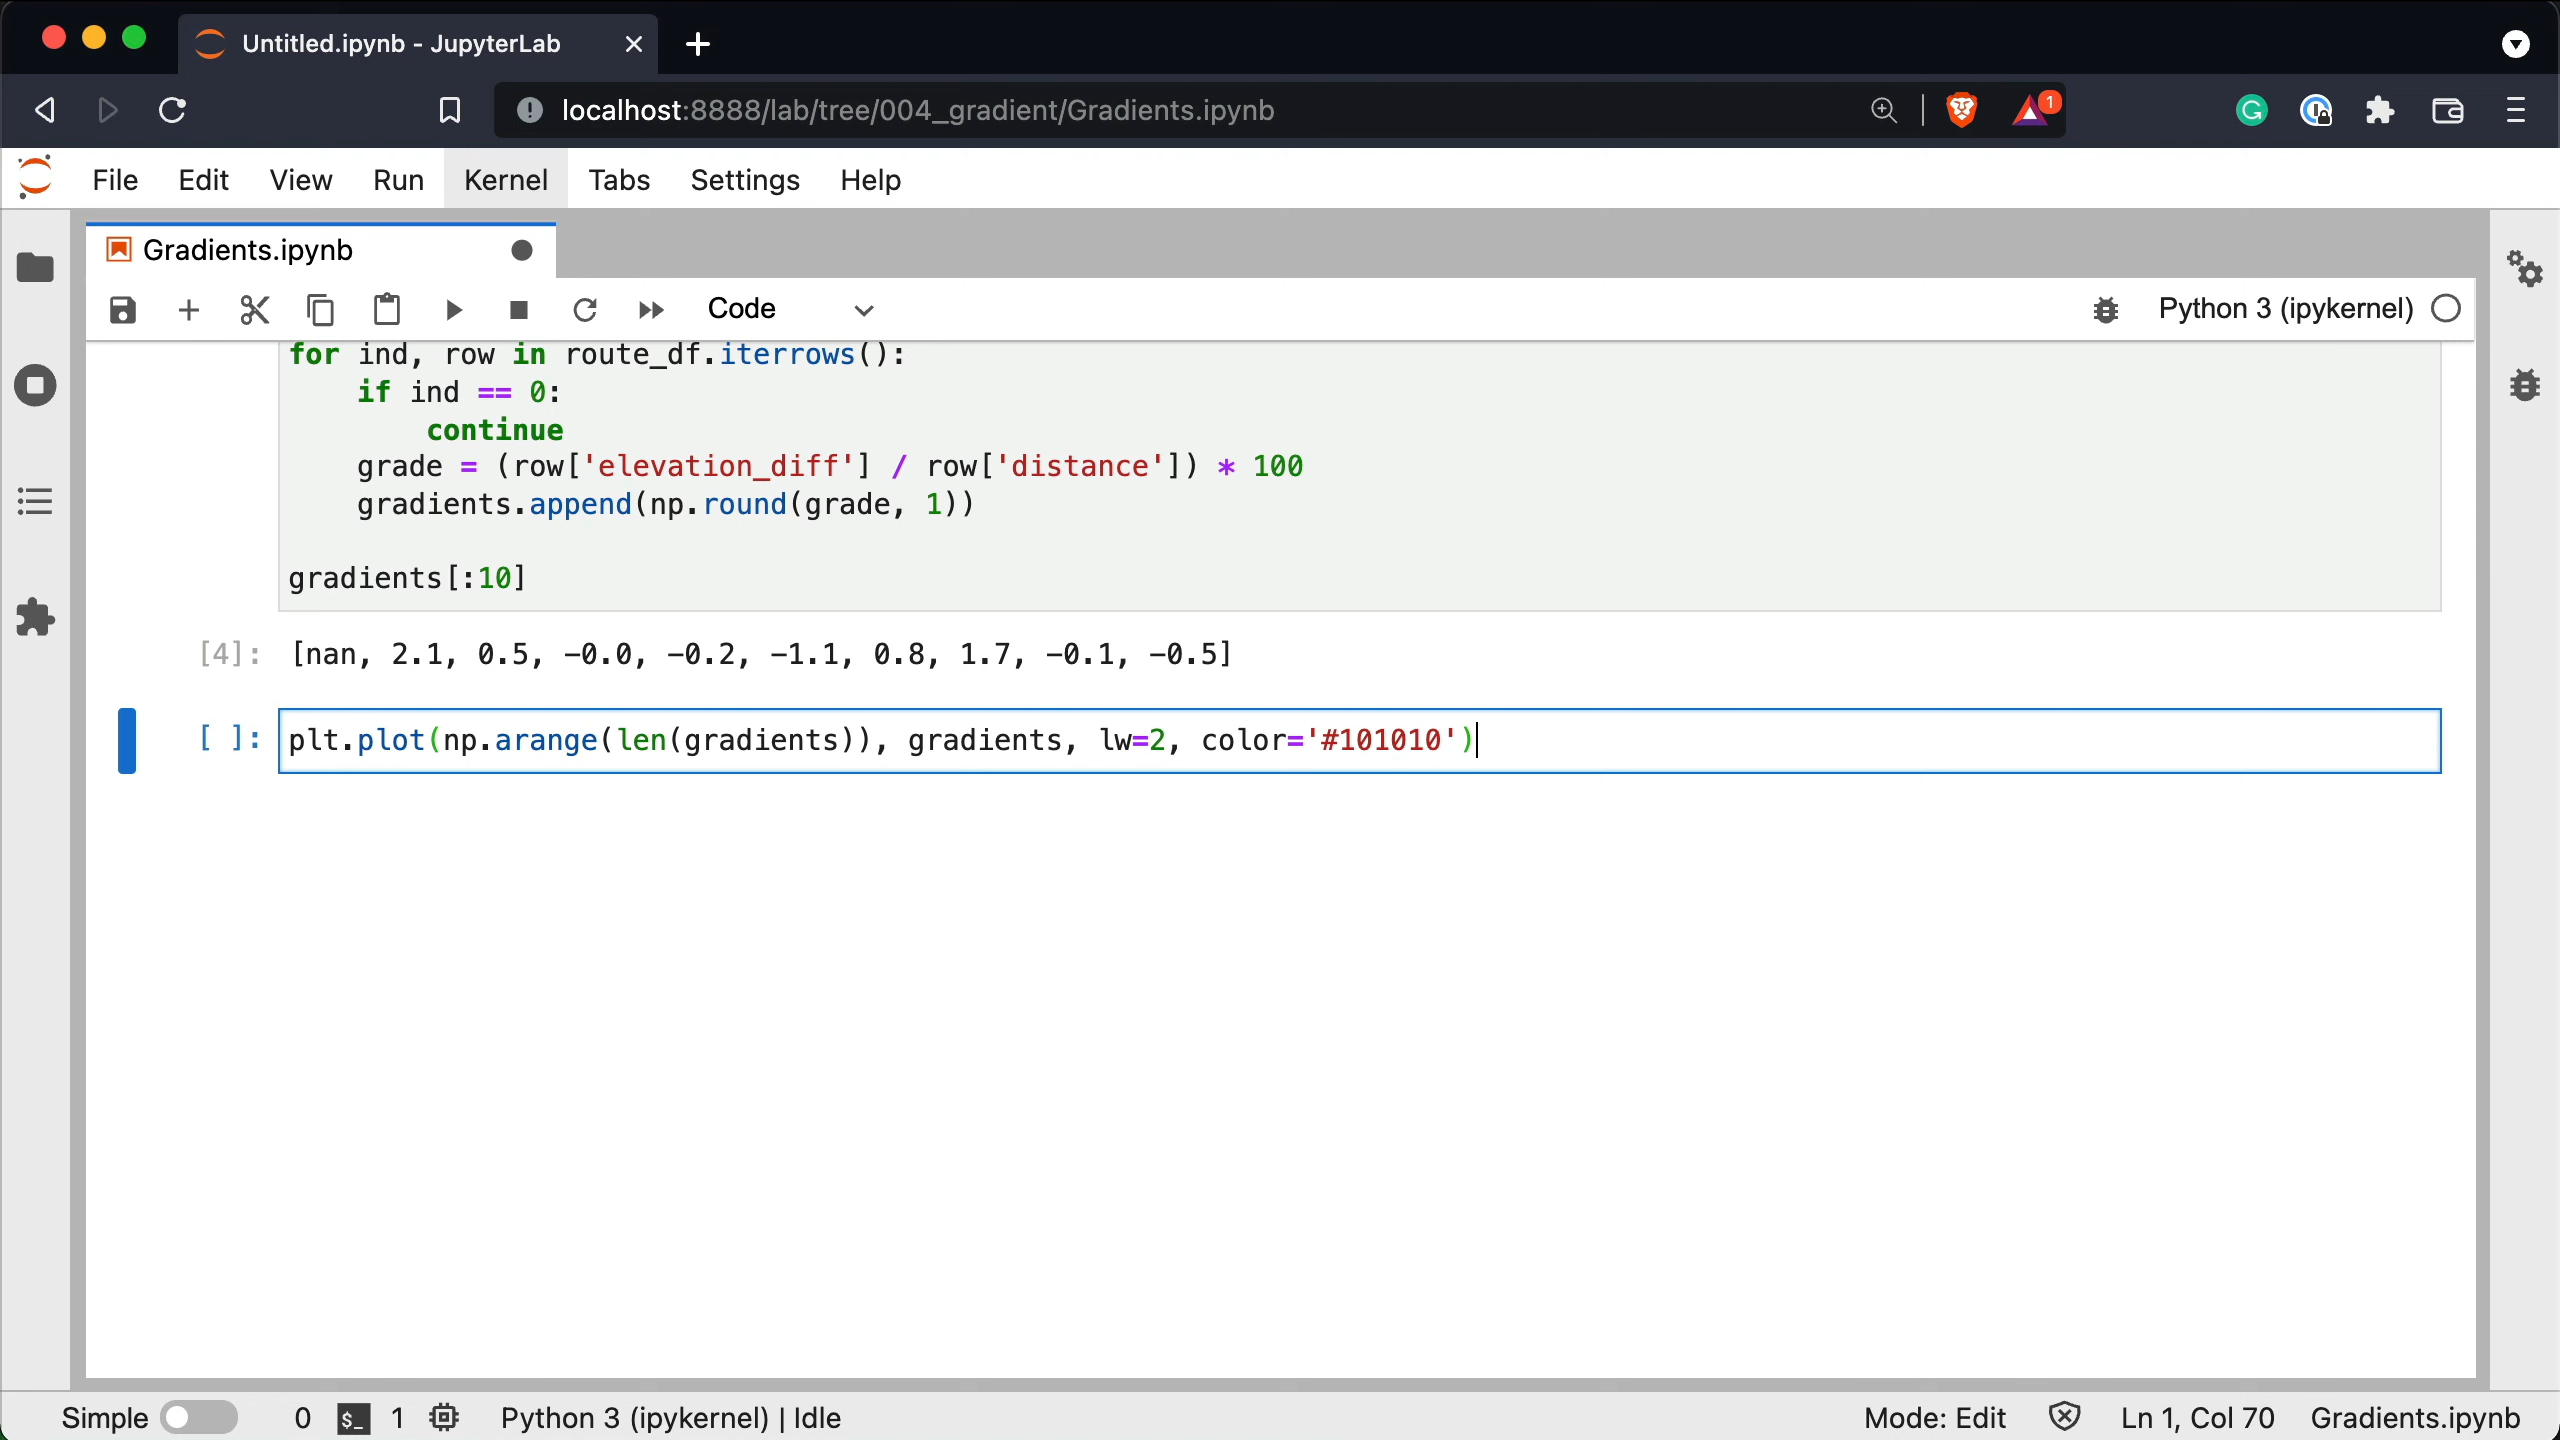 Untitled.ipynb - JupyterLab
localhost:8888/lab/tree/004_gradient/Gradients.ipynb
1
File Edit View Run Kernel Tabs Settings Help
Gradients.ipynb
Code
Python 3 (ipykernel)
for ind, row in route_df.iterrows():
    if ind == 0:
        continue
    grade = (row['elevation_diff'] / row['distance']) * 100
    gradients.append(np.round(grade, 1))
gradients[:10]
[4]: [nan, 2.1, 0.5, -0.0, -0.2, -1.1, 0.8, 1.7, -0.1, -0.5]
[ ]: plt.plot(np.arange(len(gradients)), gradients, lw=2, color='#101010')
Simple 0 $_ 1 Python 3 (ipykernel) | Idle Mode: Edit Ln 1, Col 70 Gradients.ipynb